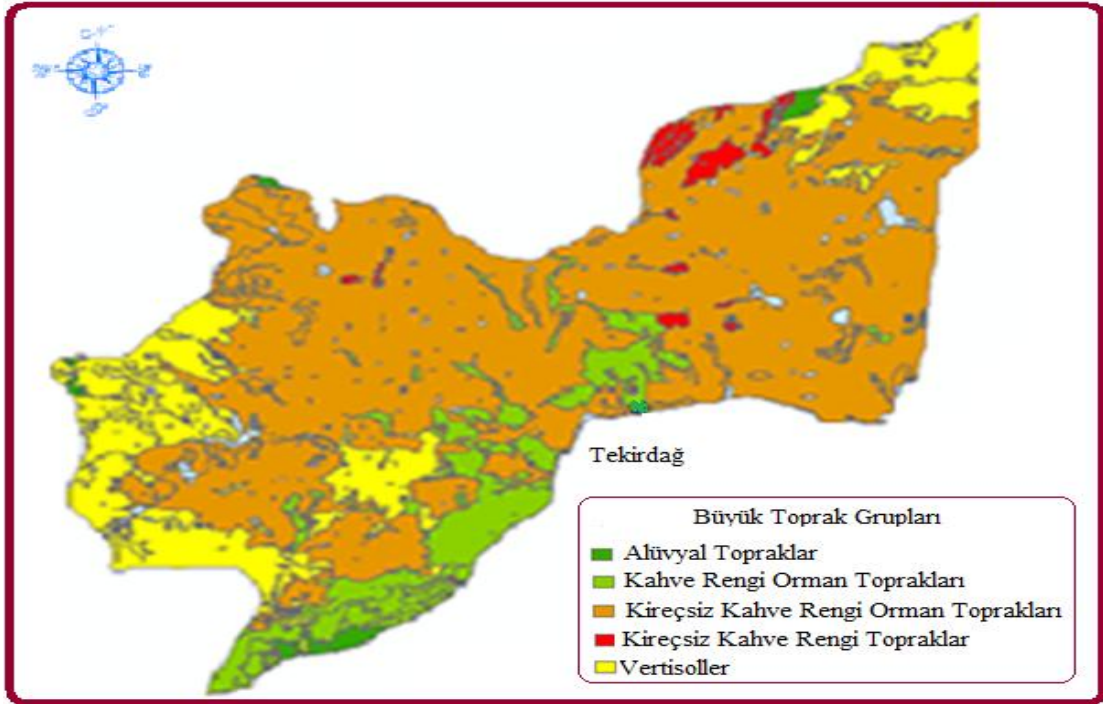 Tekirdağ
Büyük Toprak Grupları
Alüvyal Topraklar
Kahve Rengi Orman Toprakları
Kireçsiz Kahve Rengi Orman Toprakları
Kireçsiz Kahve Rengi Topraklar
Vertisoller